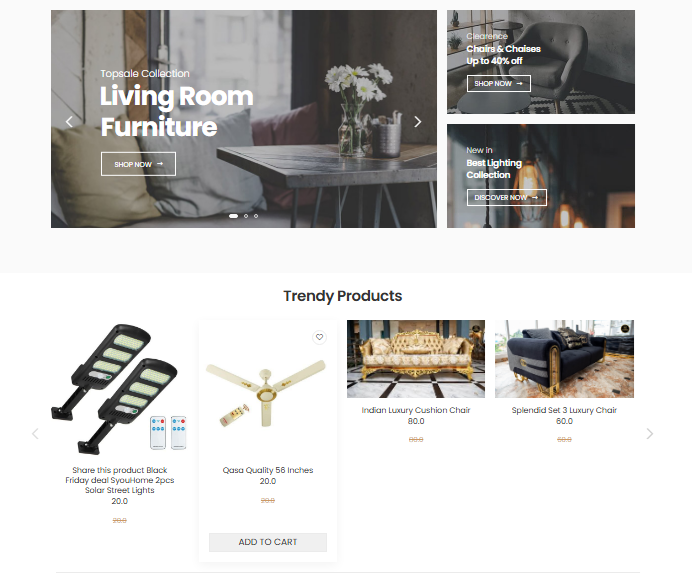 Topsale Collection
Living Room
Furniture
SHOP NOW →
Clearence
Chairs & Chaises
Up to 40% off
SHOP NOW →
New in
Best Lighting
Collection
DISCOVER NOW →
Trendy Products
Share this product Black
Friday deal SyouHome 2pcs
Solar Street Lights
20.0
20.0
Qasa Quality 56 Inches
20.0
20.0
ADD TO CART
Indian Luxury Cushion Chair
80.0
80.0
Splendid Set 3 Luxury Chair
60.0
60.0